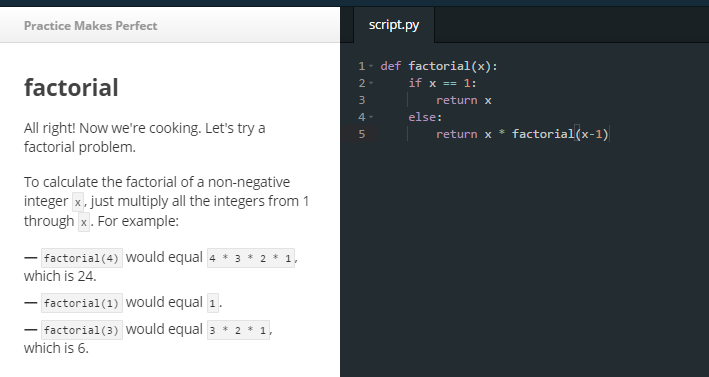 Practice Makes Perfect
factorial
All right! Now we're cooking. Let's try a
factorial problem.
To calculate the factorial of a non-negative
integer x, just multiply all the integers from 1
through x. For example:
— factorial(4) would equal 4 * 3 * 2 * 1,
which is 24.
— factorial(1) would equal 1.
— factorial(3) would equal 3 * 2 * 1,
which is 6.
script.py
1 def factorial(x):
2     if x == 1:
3         return x
4     else:
5         return x * factorial(x-1)